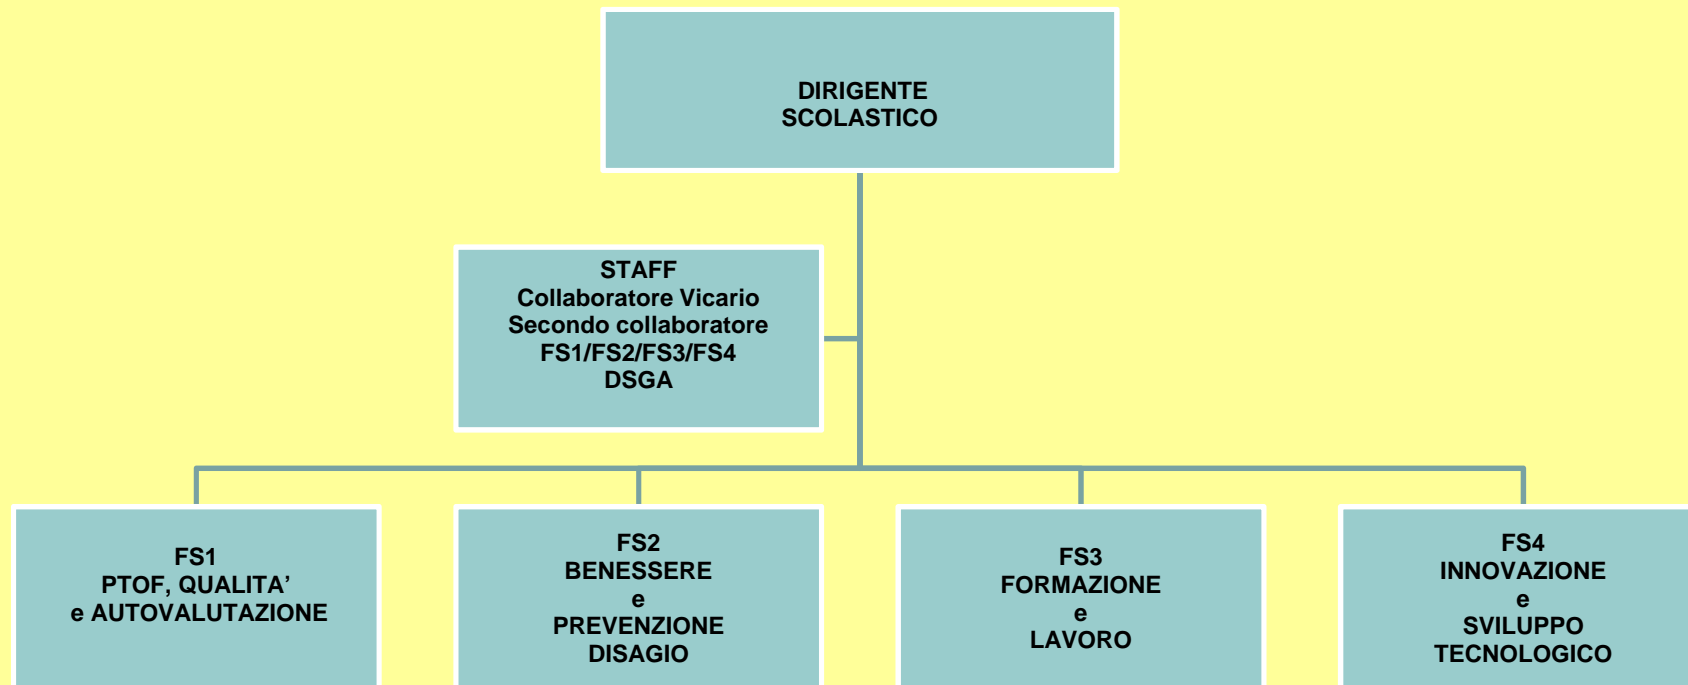 DIRIGENTE
SCOLASTICO
STAFF
Collaboratore Vicario
Secondo collaboratore
FS1/FS2/FS3/FS4
DSGA
FS1
PTOF, QUALITA’
e AUTOVALUTAZIONE
FS2
BENESSERE
e
PREVENZIONE
DISAGIO
FS3
FORMAZIONE
e
LAVORO
FS4
INNOVAZIONE
e
SVILUPPO
TECNOLOGICO